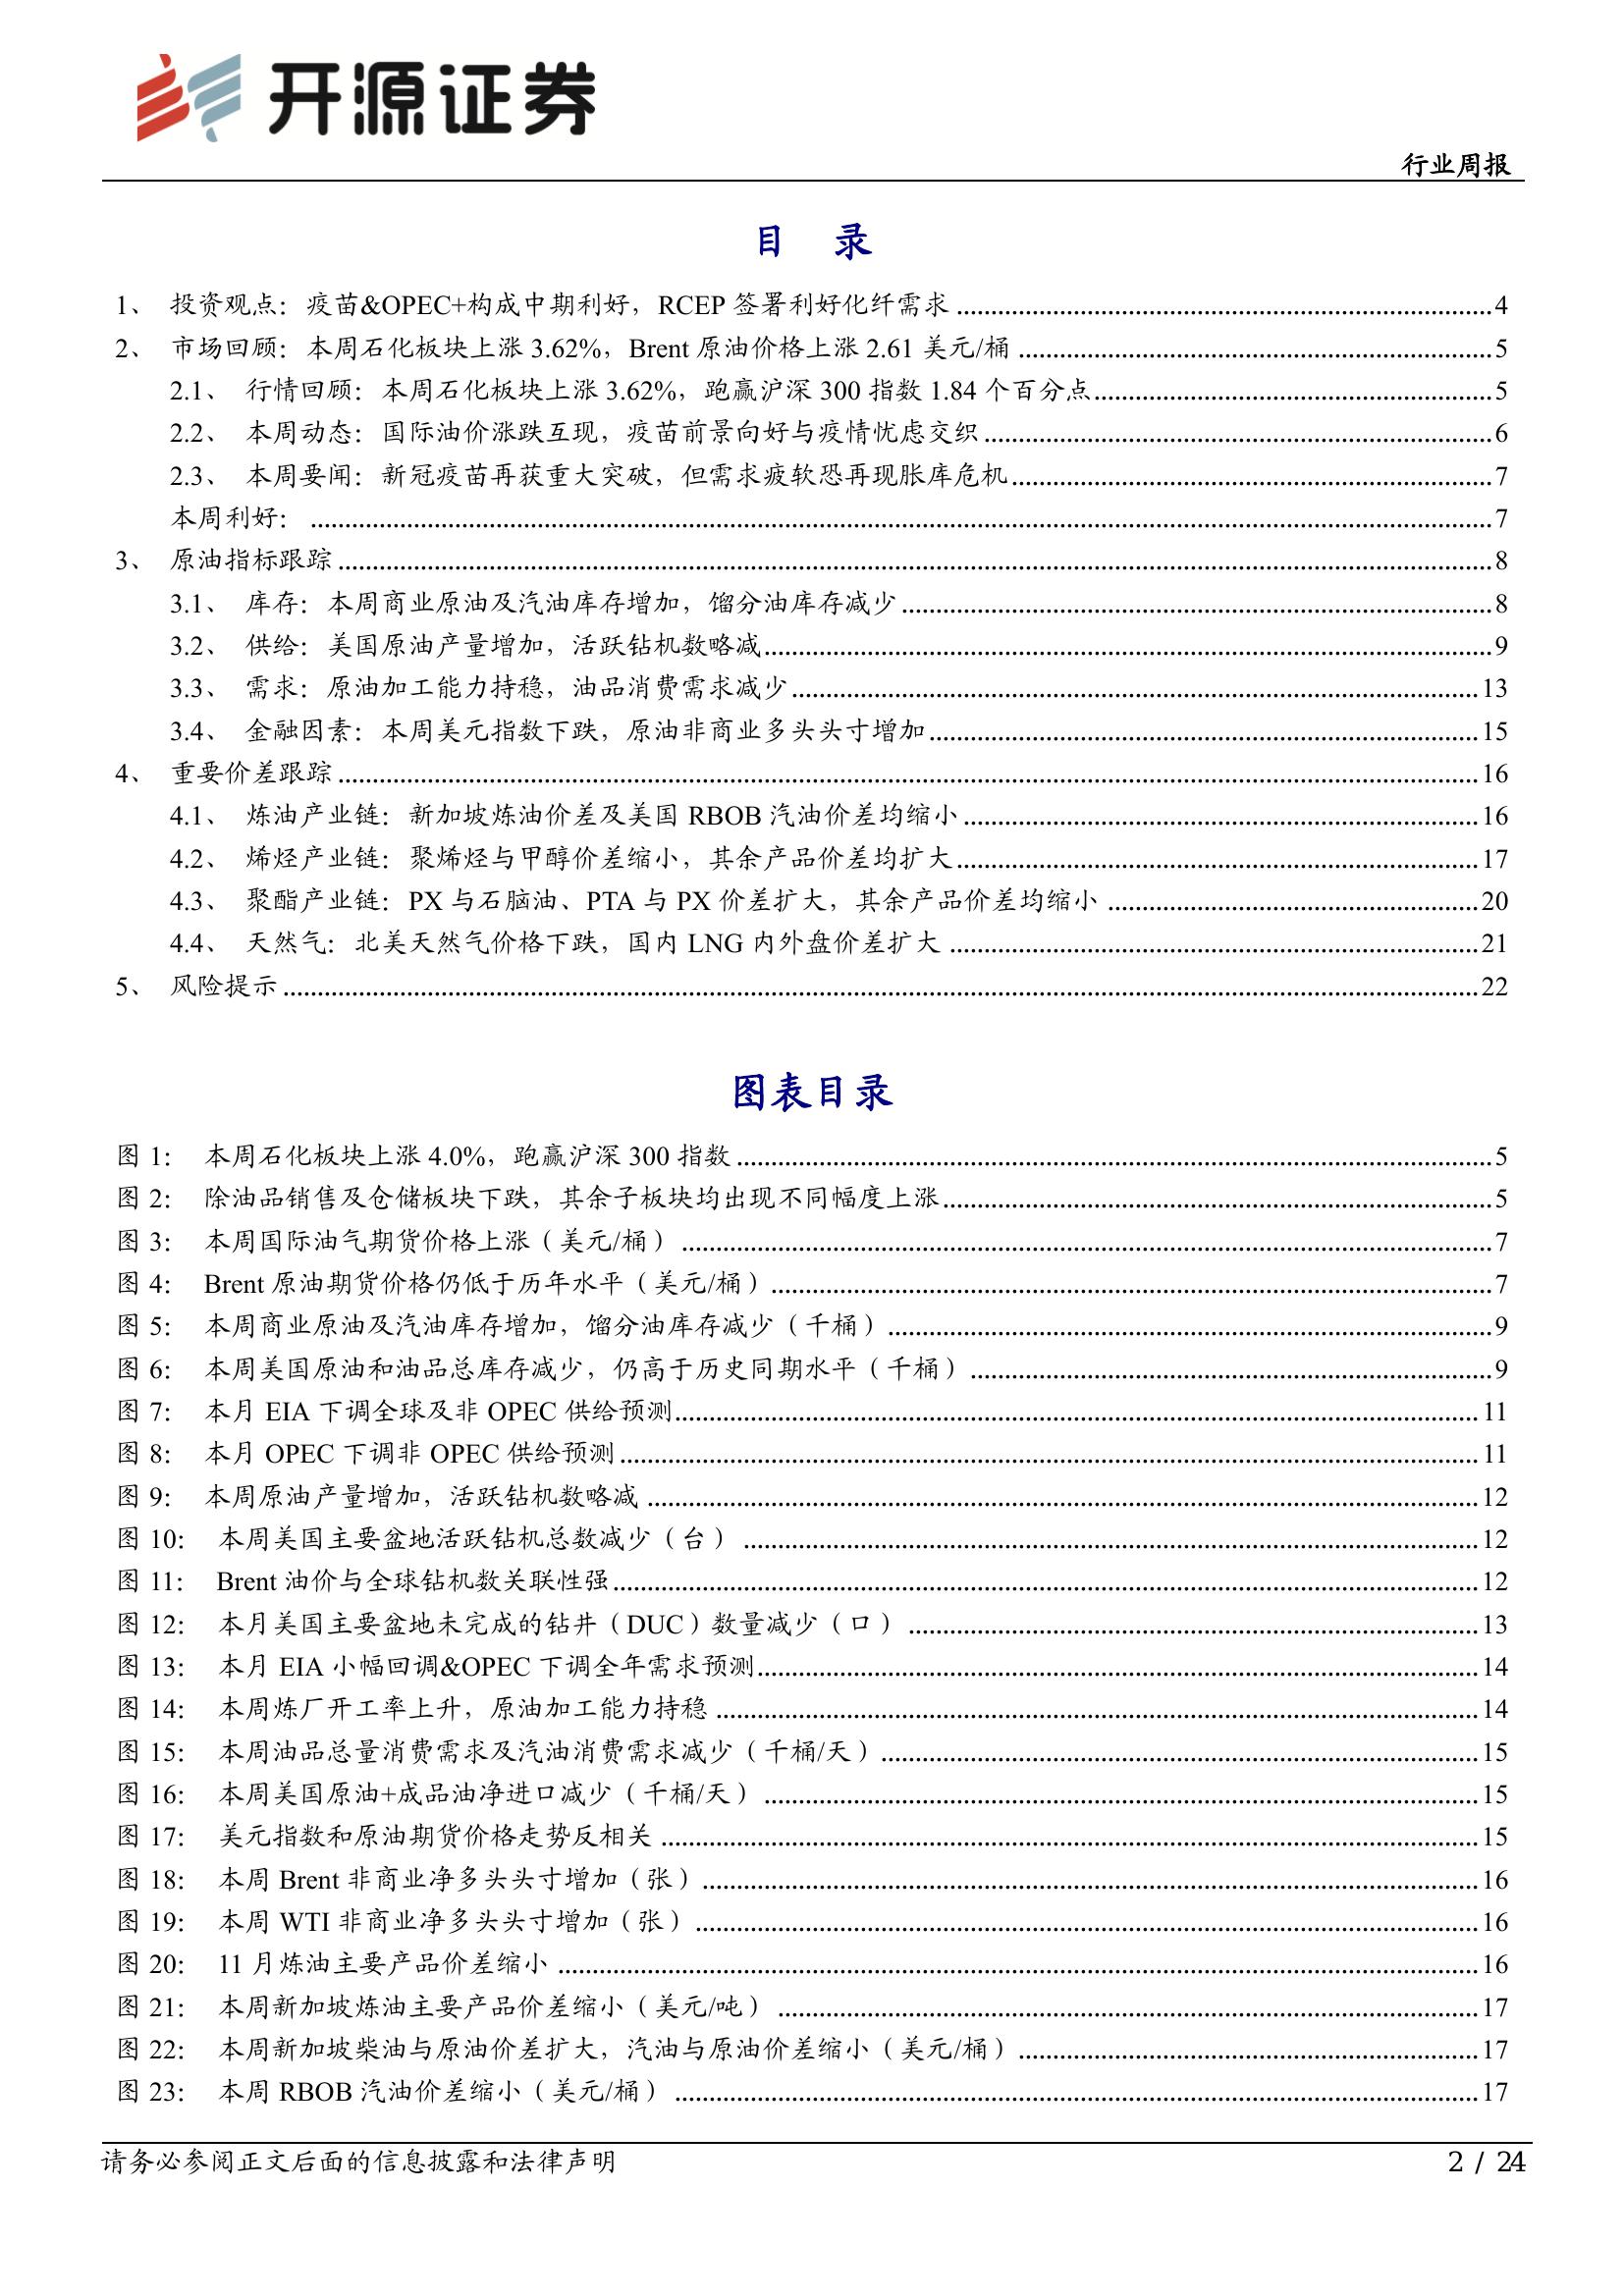 开源证券
行业周报
目 录
1、 投资观点：疫苗&OPEC+构成中期利好，RCEP 签署利好化纤需求 4
2、 市场回顾：本周石化板块上涨 3.62%，Brent 原油价格上涨 2.61 美元/桶 5
2.1、 行情回顾：本周石化板块上涨 3.62%，跑赢沪深 300 指数 1.84 个百分点 5
2.2、 本周动态：国际油价涨跌互现，疫苗前景向好与疫情忧虑交织 6
2.3、 本周要闻：新冠疫苗再获重大突破，但需求疲软恐再现胀库危机 7
本周利好： 7
3、 原油指标跟踪 8
3.1、 库存：本周商业原油及汽油库存增加，馏分油库存减少 8
3.2、 供给：美国原油产量增加，活跃钻机数略减 9
3.3、 需求：原油加工能力持稳，油品消费需求减少 13
3.4、 金融因素：本周美元指数下跌，原油非商业多头头寸增加 15
4、 重要价差跟踪 16
4.1、 炼油产业链：新加坡炼油价差及美国 RBOB 汽油价差均缩小 16
4.2、 烯烃产业链：聚烯烃与甲醇价差缩小，其余产品价差均扩大 17
4.3、 聚酯产业链：PX 与石脑油、PTA 与 PX 价差扩大，其余产品价差均缩小 20
4.4、 天然气：北美天然气价格下跌，国内 LNG 内外盘价差扩大 21
5、 风险提示 22
图表目录
图 1： 本周石化板块上涨 4.0%，跑赢沪深 300 指数 5
图 2： 除油品销售及仓储板块下跌，其余子板块均出现不同幅度上涨 5
图 3： 本周国际油气期货价格上涨（美元/桶） 7
图 4： Brent 原油期货价格仍低于历年水平（美元/桶） 7
图 5： 本周商业原油及汽油库存增加，馏分油库存减少（千桶） 9
图 6： 本周美国原油和油品总库存减少，仍高于历史同期水平（千桶） 9
图 7： 本月 EIA 下调全球及非 OPEC 供给预测 11
图 8： 本月 OPEC 下调非 OPEC 供给预测 11
图 9： 本周原油产量增加，活跃钻机数略减 12
图 10： 本周美国主要盆地活跃钻机总数减少（台） 12
图 11： Brent 油价与全球钻机数关联性强 12
图 12： 本月美国主要盆地未完成的钻井（DUC）数量减少（口） 13
图 13： 本月 EIA 小幅回调&OPEC 下调全年需求预测 14
图 14： 本周炼厂开工率上升，原油加工能力持稳 14
图 15： 本周油品总量消费需求及汽油消费需求减少（千桶/天） 15
图 16： 本周美国原油+成品油净进口减少（千桶/天） 15
图 17： 美元指数和原油期货价格走势反相关 15
图 18： 本周 Brent 非商业净多头头寸增加（张） 16
图 19： 本周 WTI 非商业净多头头寸增加（张） 16
图 20： 11 月炼油主要产品价差缩小 16
图 21： 本周新加坡炼油主要产品价差缩小（美元/吨） 17
图 22： 本周新加坡柴油与原油价差扩大，汽油与原油价差缩小（美元/桶） 17
图 23： 本周 RBOB 汽油价差缩小（美元/桶） 17
请务必参阅正文后面的信息披露和法律声明 2 / 24